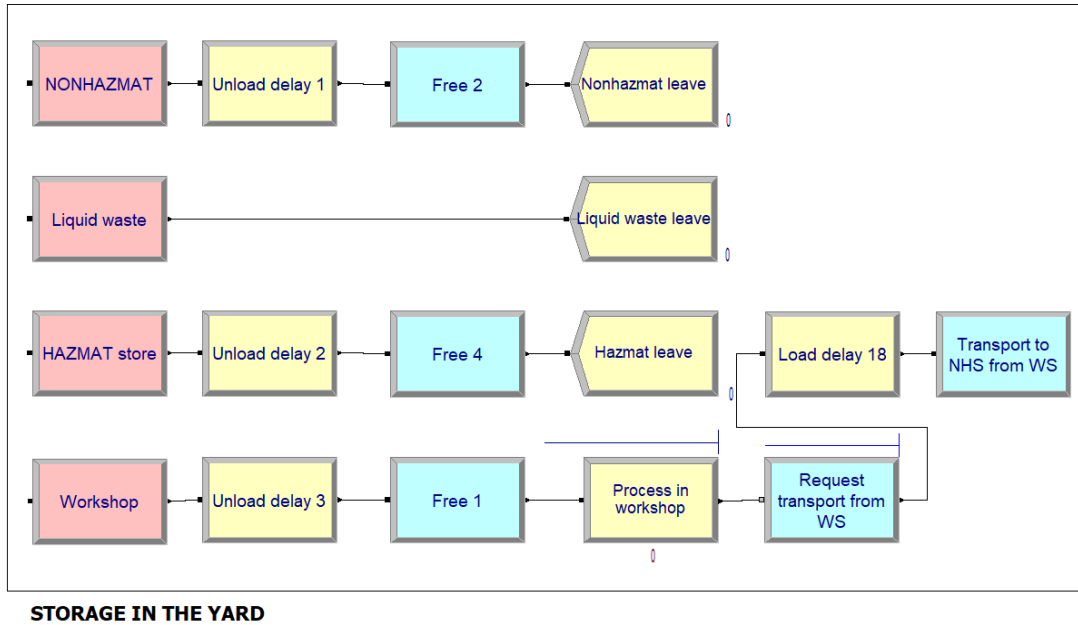 NONHAZMAT
Unload delay 1
Free 2
Nonhazmat leave
0
Liquid waste
Liquid waste leave
0
HAZMAT store
Unload delay 2
Free 4
Hazmat leave
0
Load delay 18
Transport to
NHS from WS
Workshop
Unload delay 3
Free 1
Process in
workshop
0
Request
transport from
WS
STORAGE IN THE YARD